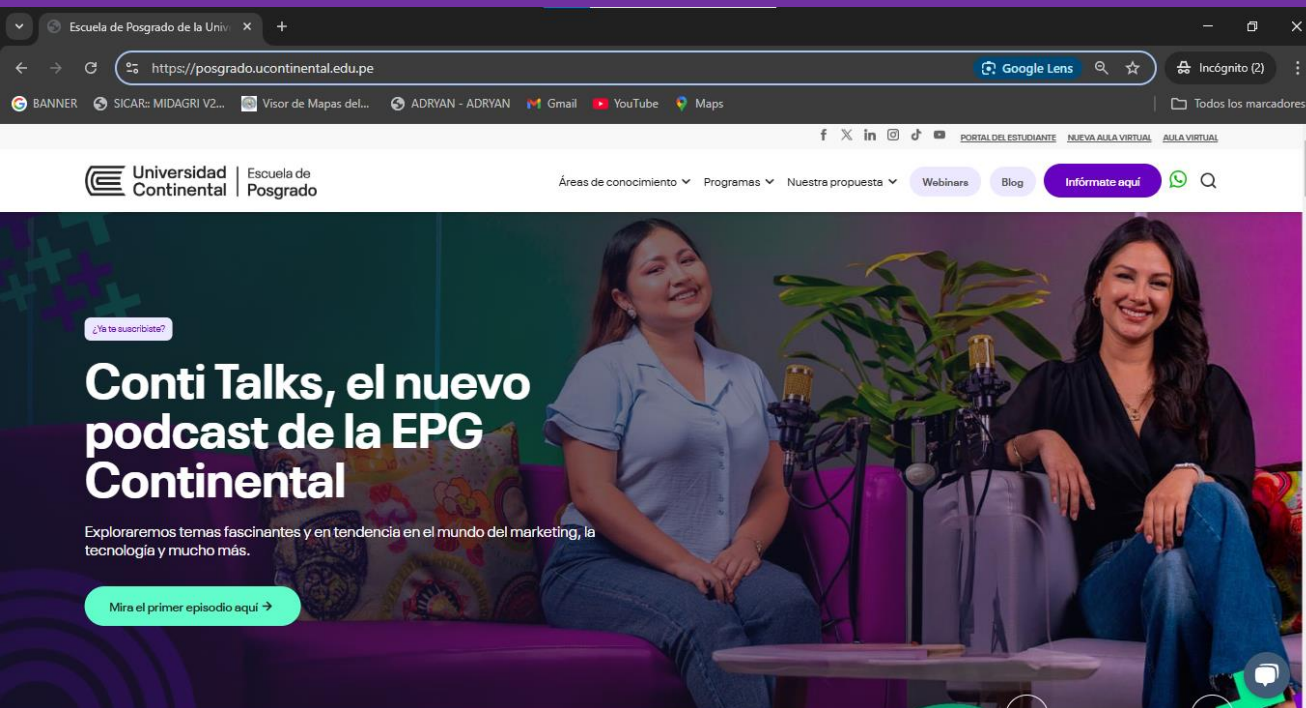 Escuela de Posgrado de la Univ
https://posgrado.ucontinental.edu.pe
Google Lens
Incógnito (2)
BANNER
SICAR:: MIDAGRI V2...
Visor de Mapas del...
ADRYAN - ADRYAN
Gmail
YouTube
Maps
Todos los marcadores
PORTAL DEL ESTUDIANTE
NUEVA AULA VIRTUAL
AULA VIRTUAL
Universidad
Continental
Escuela de
Posgrado
Áreas de conocimiento
Programas
Nuestra propuesta
Webinars
Blog
Infórmate aquí
¿Ya te suscribiste?
Conti Talks, el nuevo
podcast de la EPG
Continental
Exploraremos temas fascinantes y en tendencia en el mundo del marketing, la
tecnología y mucho más.
Mira el primer episodio aquí →